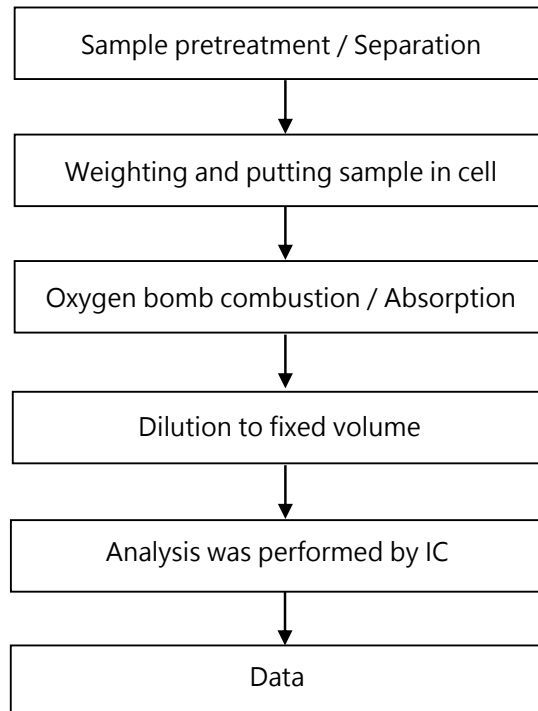 Sample pretreatment / Separation
Weighting and putting sample in cell
Oxygen bomb combustion / Absorption
Dilution to fixed volume
Analysis was performed by IC
Data